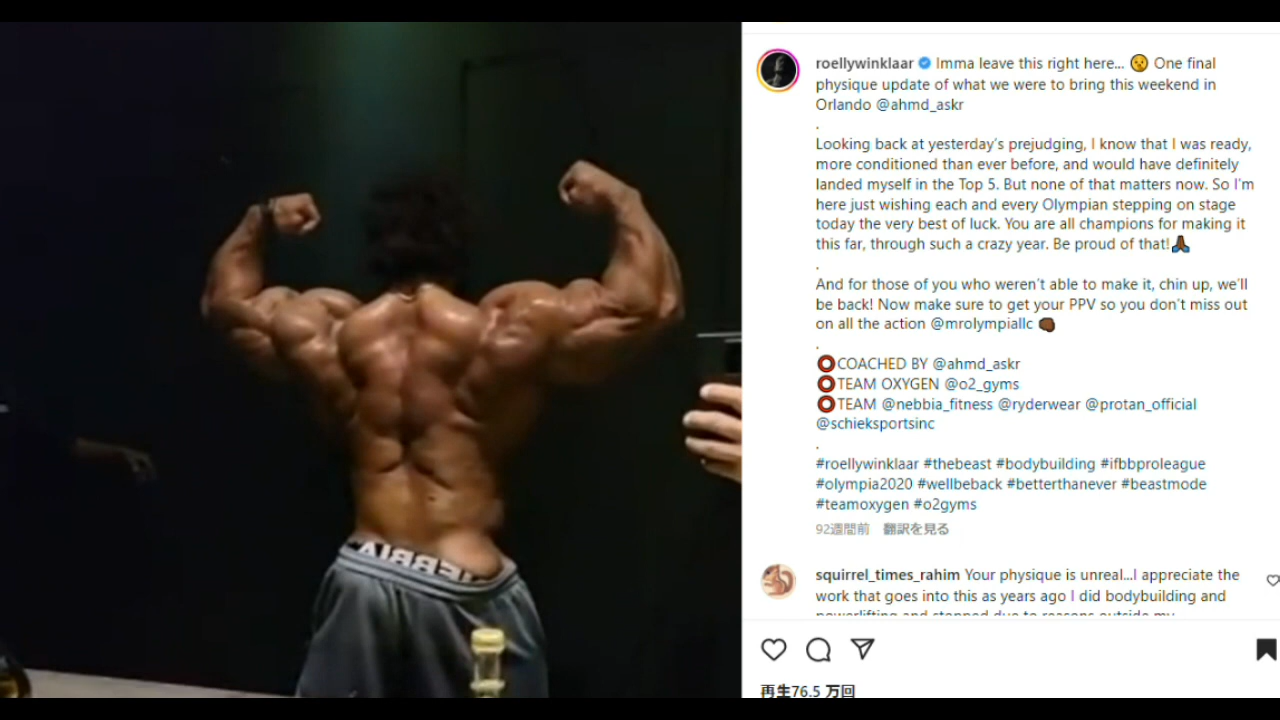 roellywinklaar Imma leave this right here... 😗 One final
physique update of what we were to bring this weekend in
Orlando @ahmd_askr
.
Looking back at yesterday's prejudging, I know that I was ready,
more conditioned than ever before, and would have definitely
landed myself in the Top 5. But none of that matters now. So I'm
here just wishing each and every Olympian stepping on stage
today the very best of luck. You are all champions for making it
this far, through such a crazy year. Be proud of that!🙏🏾
.
And for those of you who weren't able to make it, chin up, we'll
be back! Now make sure to get your PPV so you don't miss out
on all the action @mrolympiallc 👊🏿
.
⭕COACHED BY @ahmd_askr
⭕TEAM OXYGEN @o2_gyms
⭕TEAM @nebbia_fitness @ryderwear @protan_official
@schieksportsinc
.
#roellywinklaar #thebeast #bodybuilding #ifbbproleague
#olympia2020 #wellbeback #betterthanever #beastmode
#teamoxygen #o2gyms
92週間前 翻訳を見る
squirrel_times_rahim Your physique is unreal...I appreciate the
work that goes into this as years ago I did bodybuilding and
powerlifting and stopped due to reasons outside my
再生76.5 万回
NEBBIA